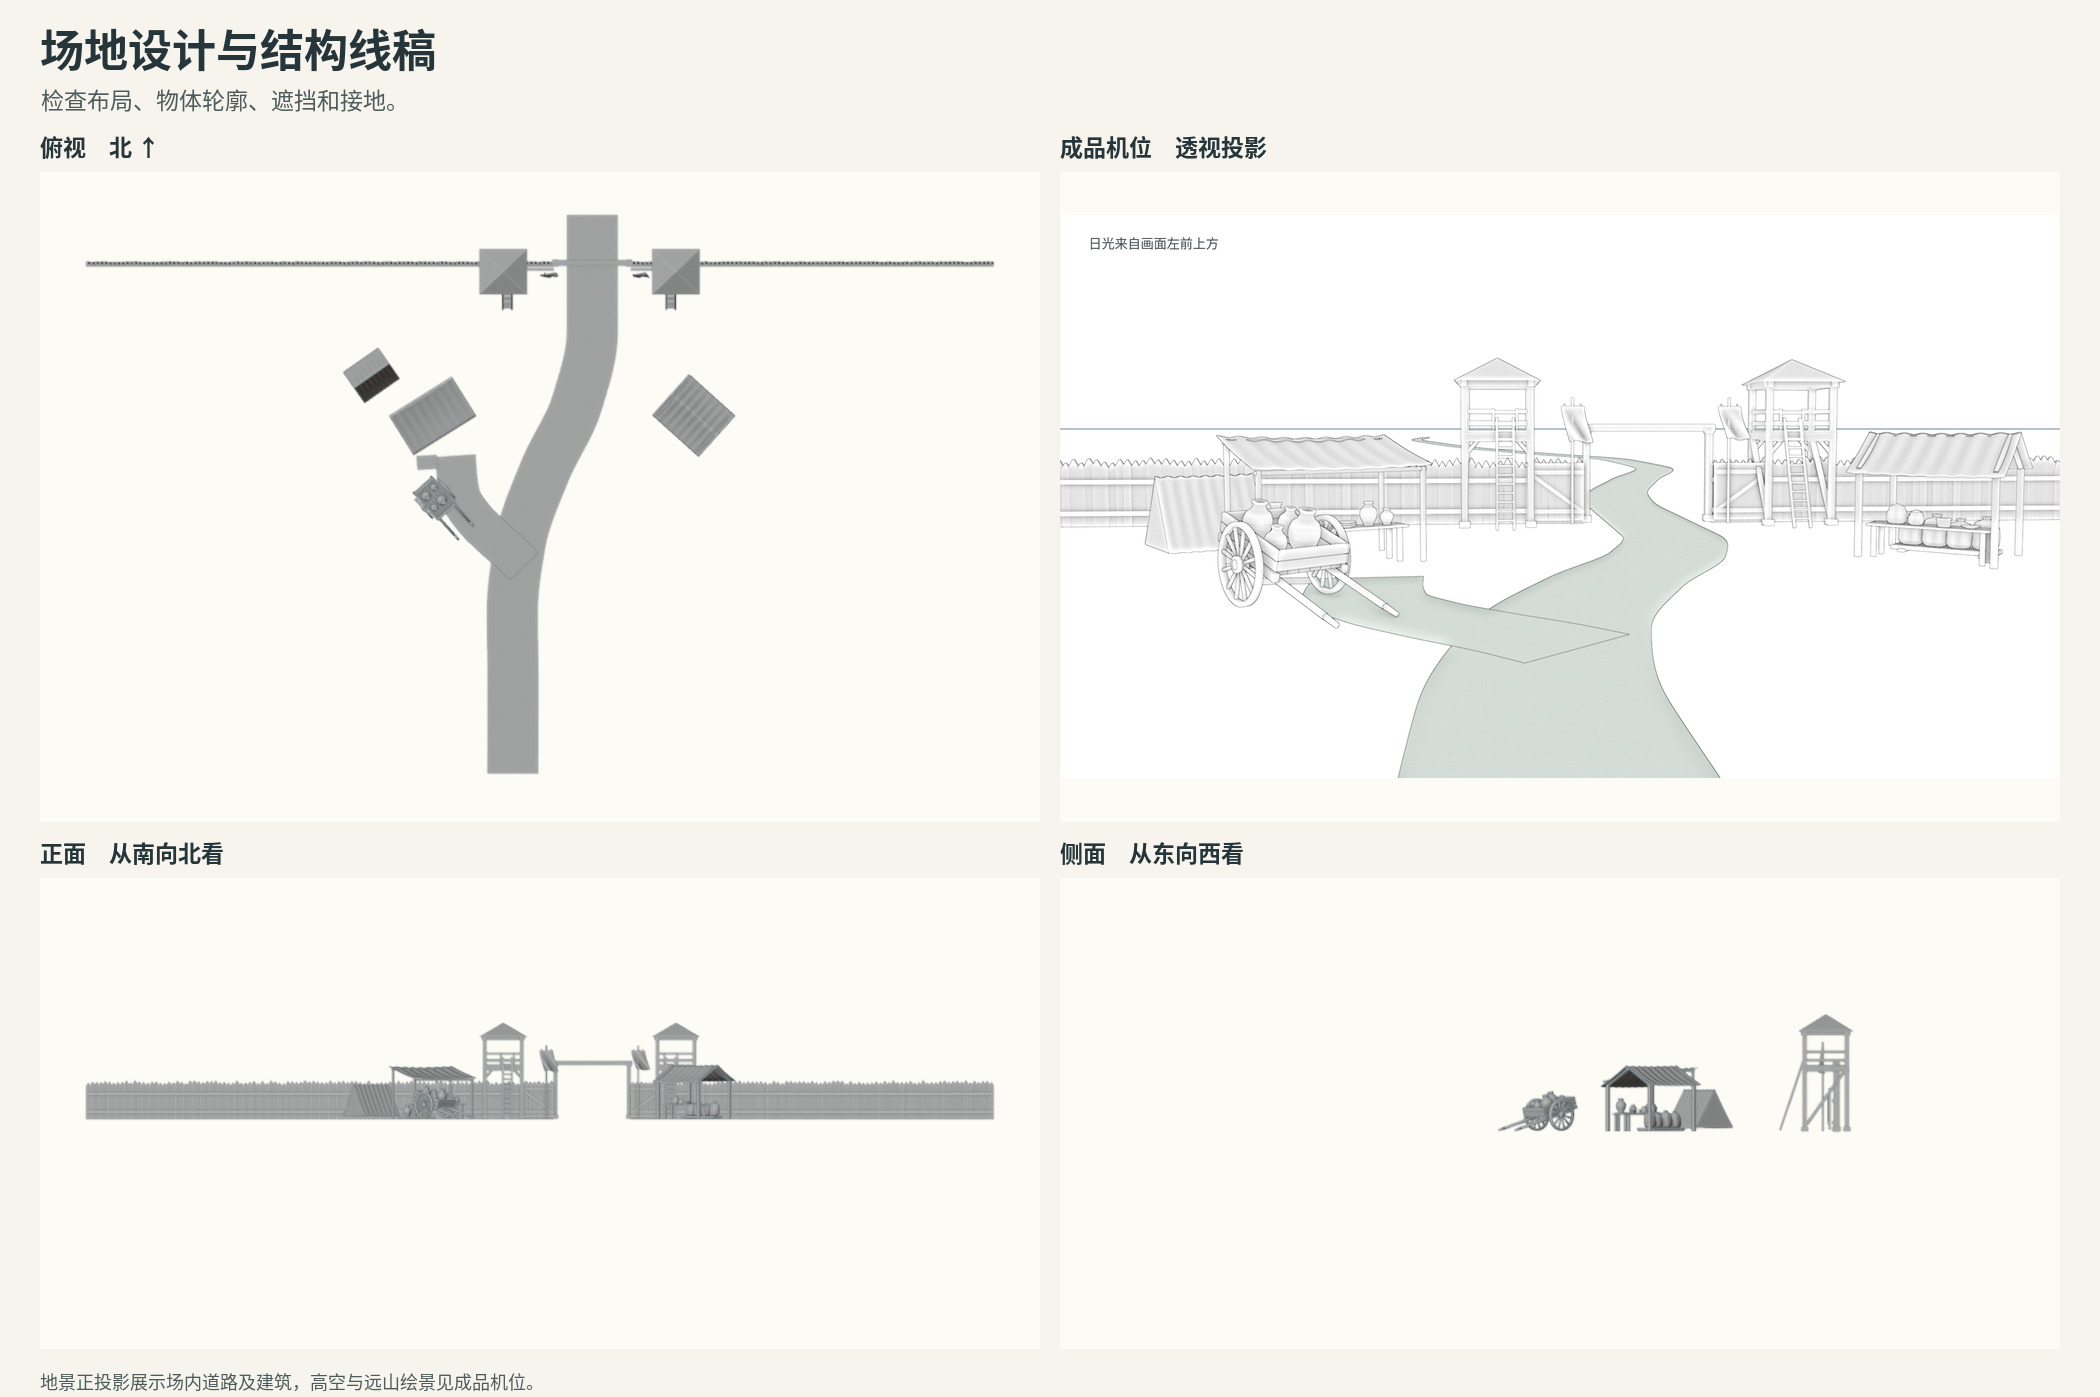 场地设计与结构线稿
检查布局、物体轮廓、遮挡和接地。
俯视 北 ↑
成品机位 透视投影
日光来自画面左前上方
正面 从南向北看
侧面 从东向西看
地景正投影展示场内道路及建筑，高空与远山绘景见成品机位。